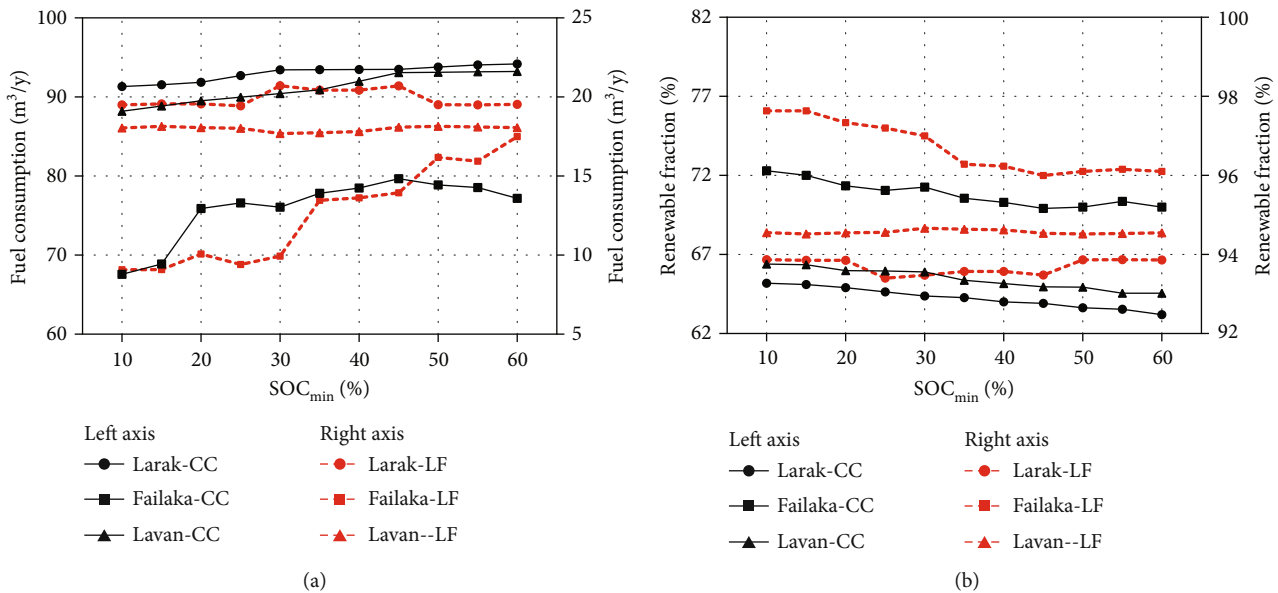 100
90
80
70
60
Fuel consumption (m³/y)
25
20
15
10
5
Fuel consumption (m³/y)
10 20 30 40 50 60
SOCmin (%)
Left axis Right axis
Larak-CC Larak-LF
Failaka-CC Failaka-LF
Lavan-CC Lavan--LF
(a)
82
77
72
67
62
Renewable fraction (%)
100
98
96
94
92
Renewable fraction (%)
10 20 30 40 50 60
SOCmin (%)
Left axis Right axis
Larak-CC Larak-LF
Failaka-CC Failaka-LF
Lavan-CC Lavan--LF
(b)